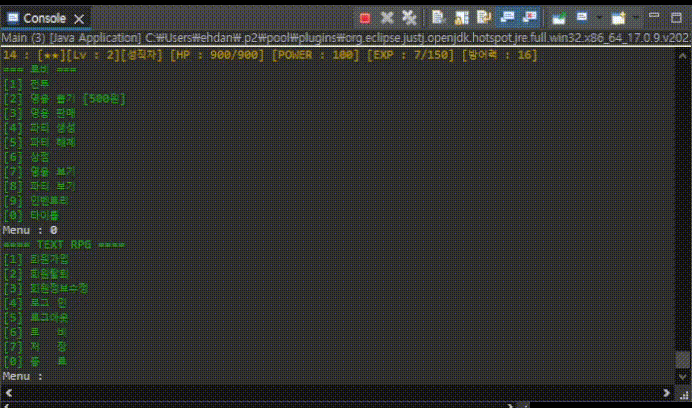 Console
Main (3) [Java Application] C:₩Users₩ehdan₩.p2₩pool₩plugins₩org.eclipse.justj.openjdk.hotspot.jre.full.win32.x86_64_17.0.9.v202
14 : [★★][Lv : 2][성직자] [HP : 900/900] [POWER : 100] [EXP : 7/150] [방어력 : 16]
=== 로비 ===
[1] 전투
[2] 영웅 뽑기 [500원]
[3] 영웅 판매
[4] 파티 생성
[5] 파티 해체
[6] 상점
[7] 영웅 보기
[8] 파티 보기
[9] 인벤토리
[0] 타이틀
Menu : 0
==== TEXT RPG ====
[1] 회원가입
[2] 회원탈퇴
[3] 회원정보수정
[4] 로그 인
[5] 로그아웃
[6] 로 비
[7] 저 장
[0] 종 료
Menu :